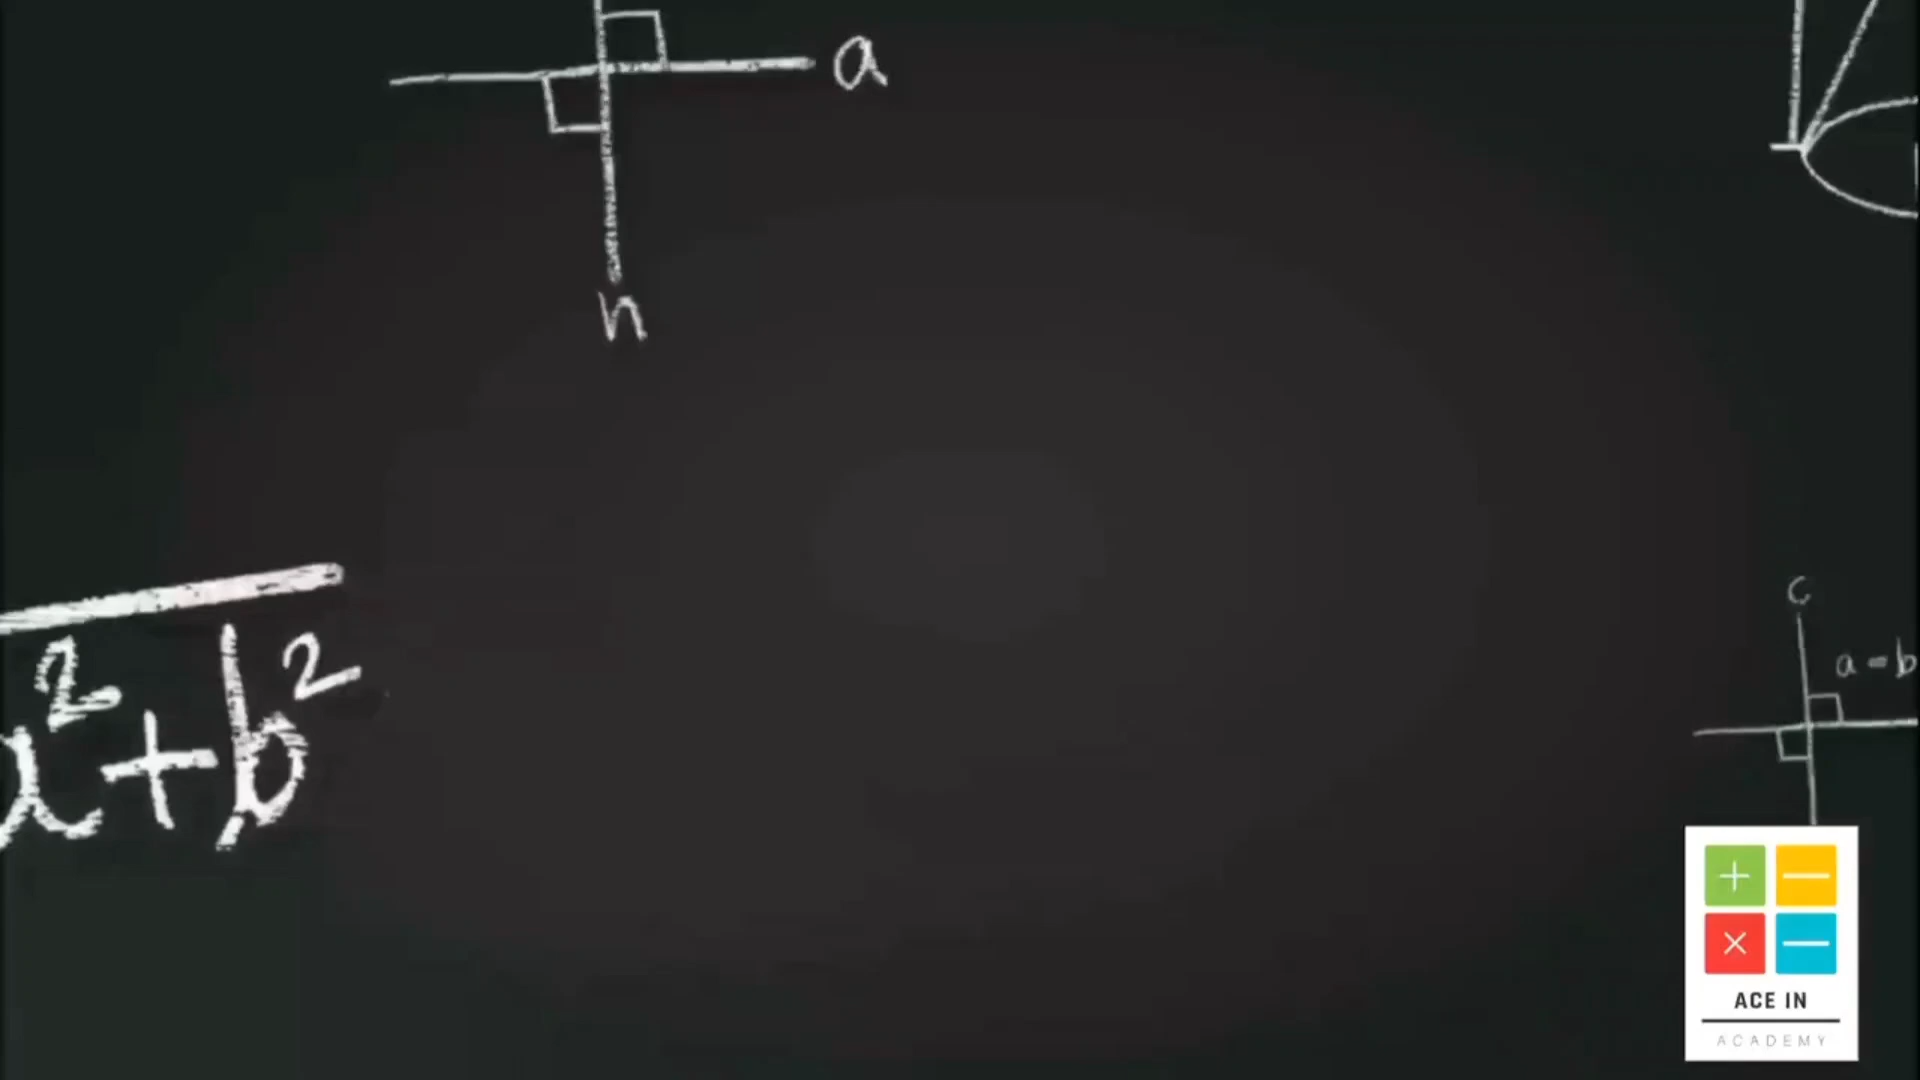 a
n
c
a = b
a²+b²
+ —
× —
ACE IN
ACADEMY